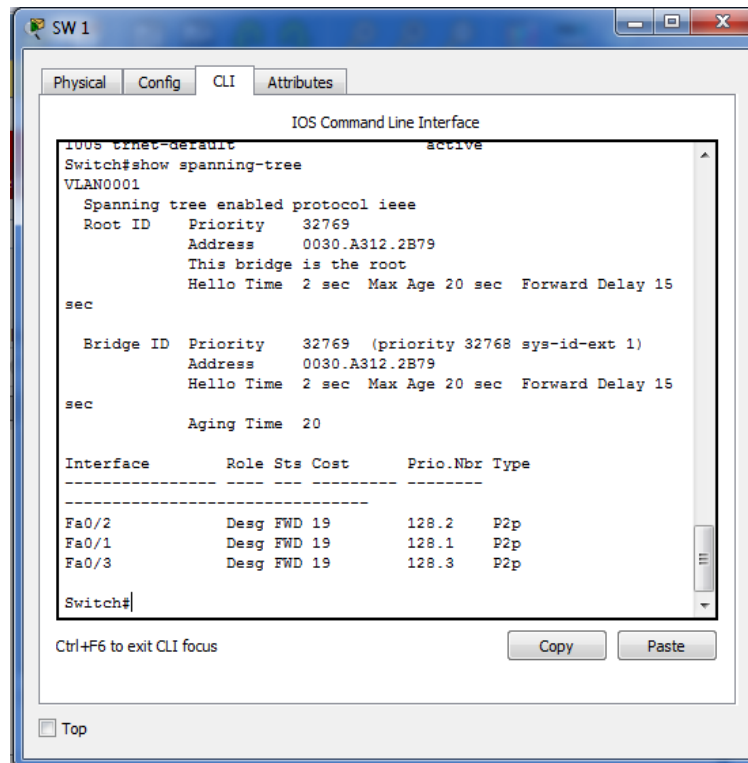 SW 1
Physical Config CLI Attributes
IOS Command Line Interface
1005 trnet-default active
Switch#show spanning-tree
VLAN0001
Spanning tree enabled protocol ieee
Root ID Priority 32769
Address 0030.A312.2B79
This bridge is the root
Hello Time 2 sec Max Age 20 sec Forward Delay 15
sec
Bridge ID Priority 32769 (priority 32768 sys-id-ext 1)
Address 0030.A312.2B79
Hello Time 2 sec Max Age 20 sec Forward Delay 15
sec
Aging Time 20
Interface Role Sts Cost Prio.Nbr Type
---------------- ---- --- --------- --------
--------------------------------
Fa0/2 Desg FWD 19 128.2 P2p
Fa0/1 Desg FWD 19 128.1 P2p
Fa0/3 Desg FWD 19 128.3 P2p
Switch#
Ctrl+F6 to exit CLI focus Copy Paste
Top